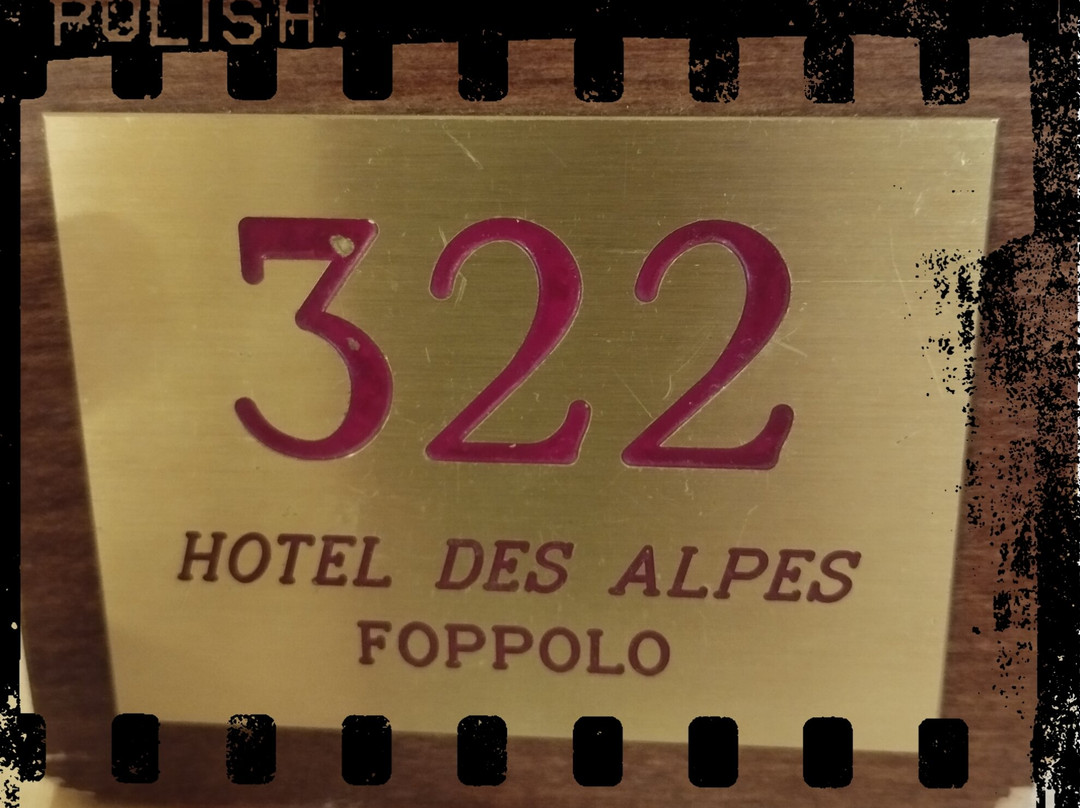 POLISH.
322
HOTEL DES ALPES
FOPPOLO